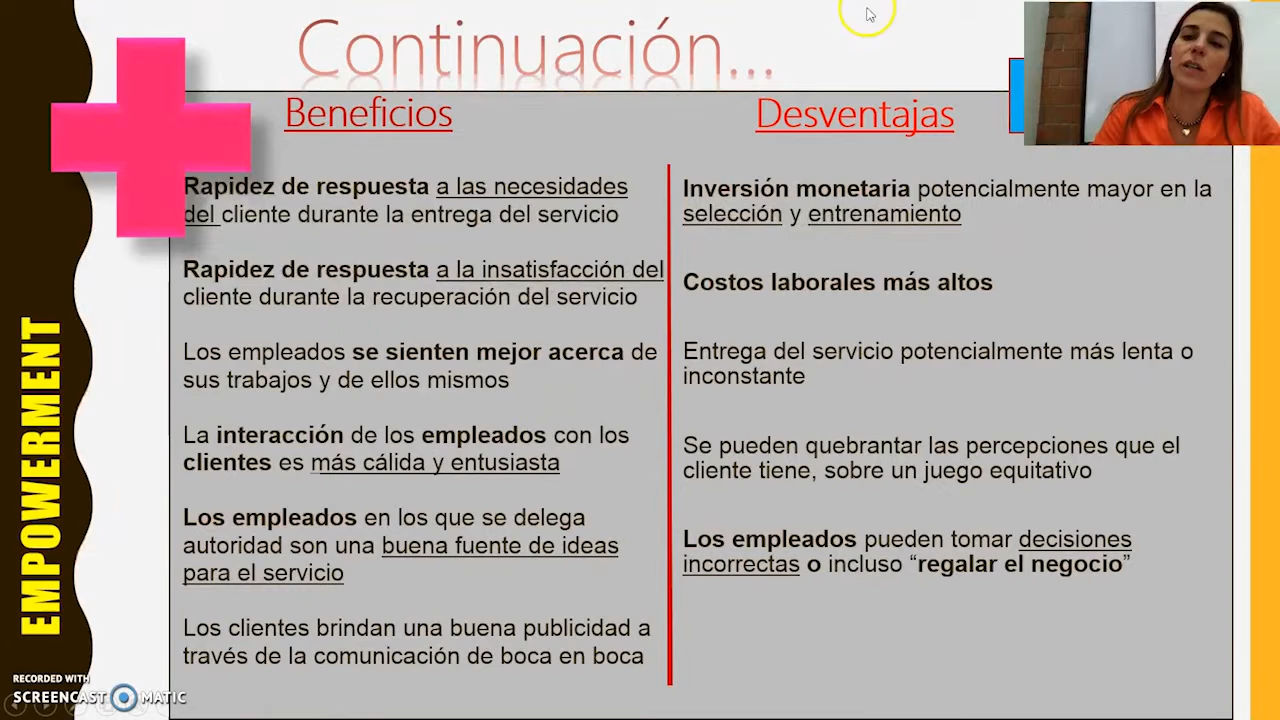 Continuación...
Beneficios
Rapidez de respuesta a las necesidades
del cliente durante la entrega del servicio
Rapidez de respuesta a la insatisfacción del
cliente durante la recuperación del servicio
Los empleados se sienten mejor acerca de
sus trabajos y de ellos mismos
La interacción de los empleados con los
clientes es más cálida y entusiasta
Los empleados en los que se delega
autoridad son una buena fuente de ideas
para el servicio
Los clientes brindan una buena publicidad a
través de la comunicación de boca en boca
Desventajas
Inversión monetaria potencialmente mayor en la
selección y entrenamiento
Costos laborales más altos
Entrega del servicio potencialmente más lenta o
inconstante
Se pueden quebrantar las percepciones que el
cliente tiene, sobre un juego equitativo
Los empleados pueden tomar decisiones
incorrectas o incluso “regalar el negocio”
EMPOWERMENT
RECORDED WITH
SCREENCAST MATIC